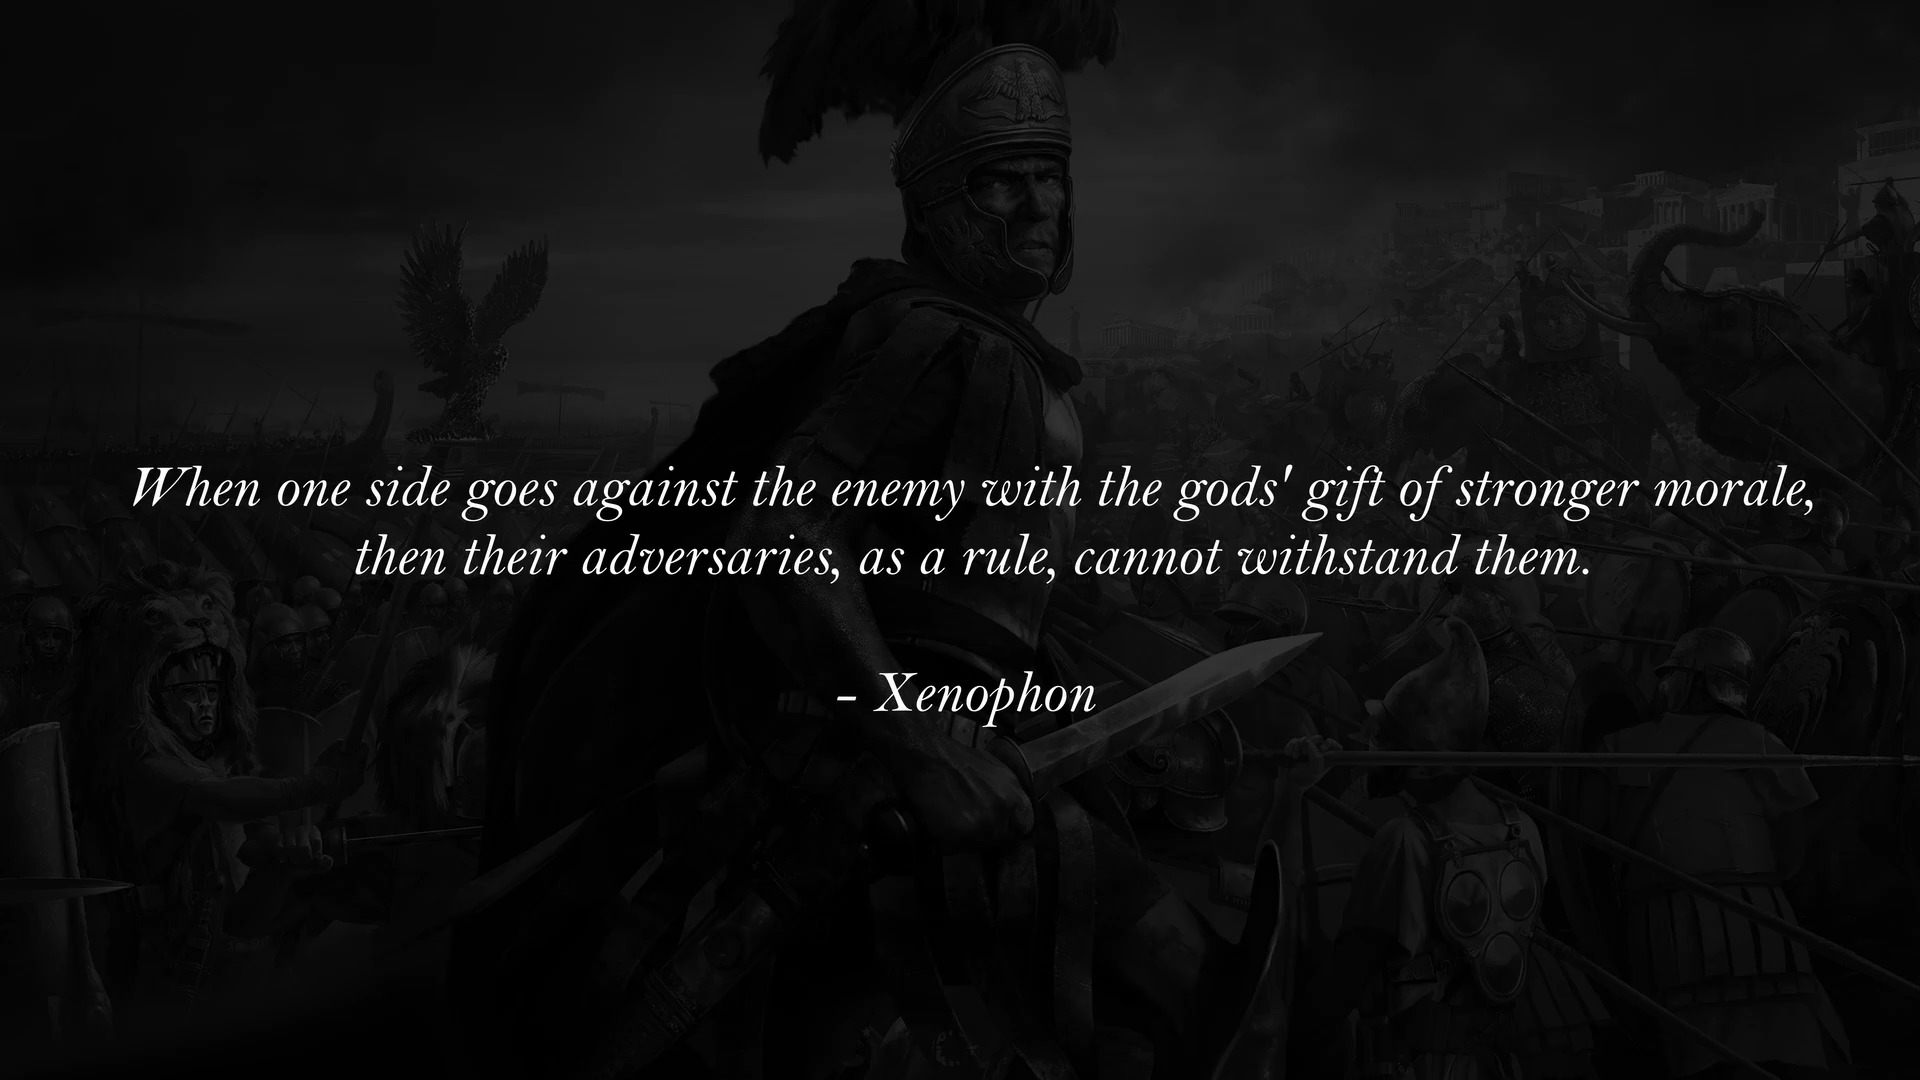 When one side goes against the enemy with the gods' gift of stronger morale,
then their adversaries, as a rule, cannot withstand them.
- Xenophon